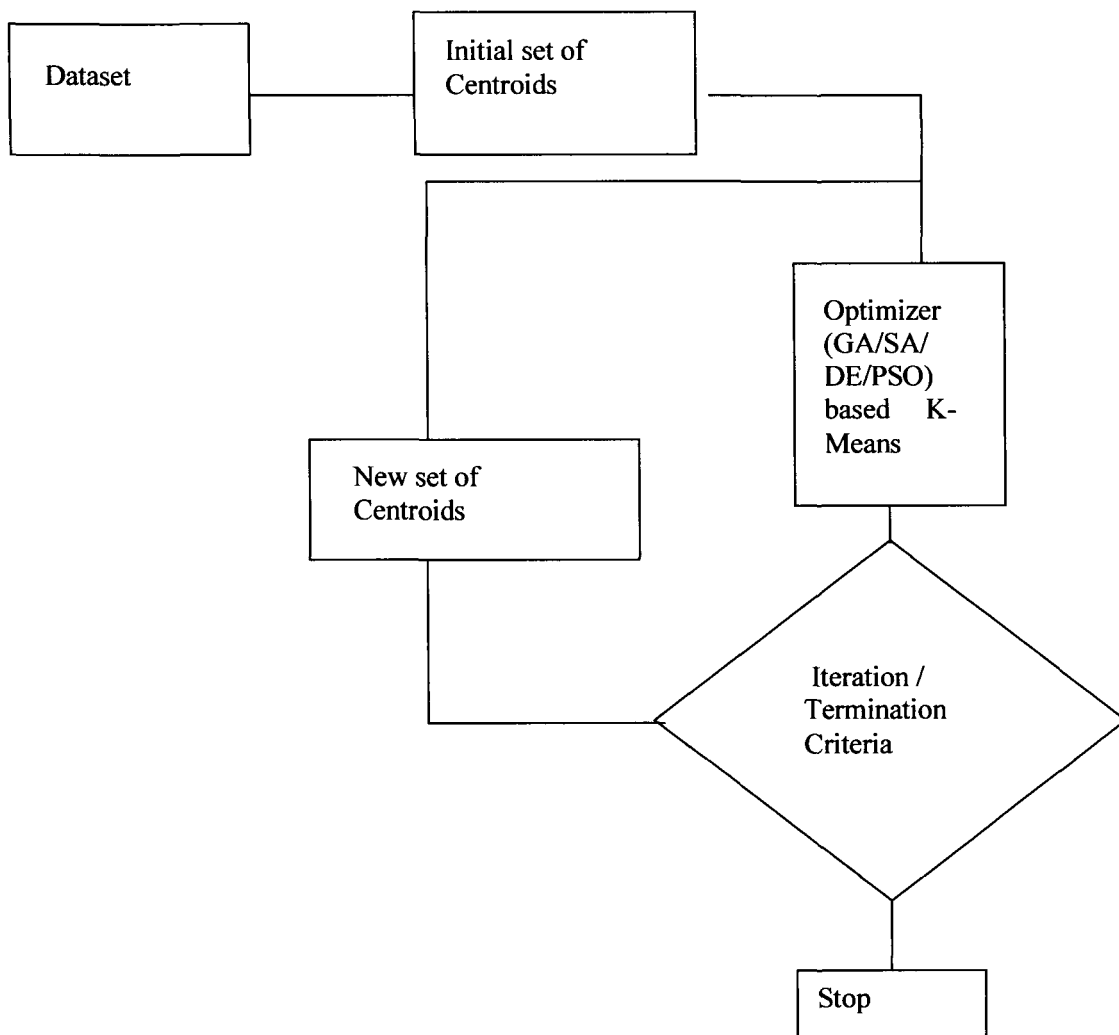 Dataset
Initial set of
Centroids
Optimizer
(GA/SA/
DE/PSO)
based K-
Means
New set of
Centroids
Iteration /
Termination
Criteria
Stop